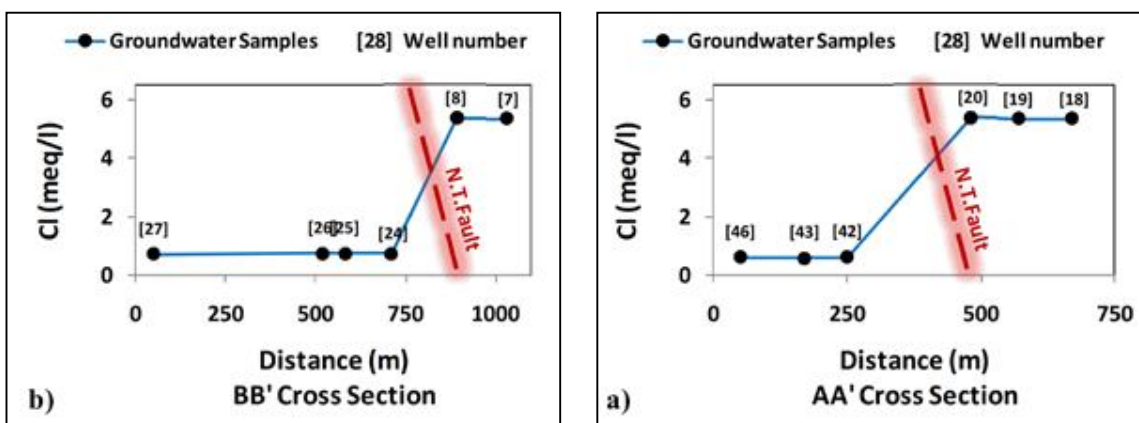 Groundwater Samples [28] Well number
Cl (meq/l)
6
4
2
0
[27]
[26]
[25]
[24]
[8]
[7]
N.T.Fault
0 250 500 750 1000
Distance (m)
b) BB' Cross Section
Groundwater Samples [28] Well number
Cl (meq/l)
6
4
2
0
[46]
[43]
[42]
[20]
[19]
[18]
N.T.Fault
0 250 500 750
Distance (m)
a) AA' Cross Section